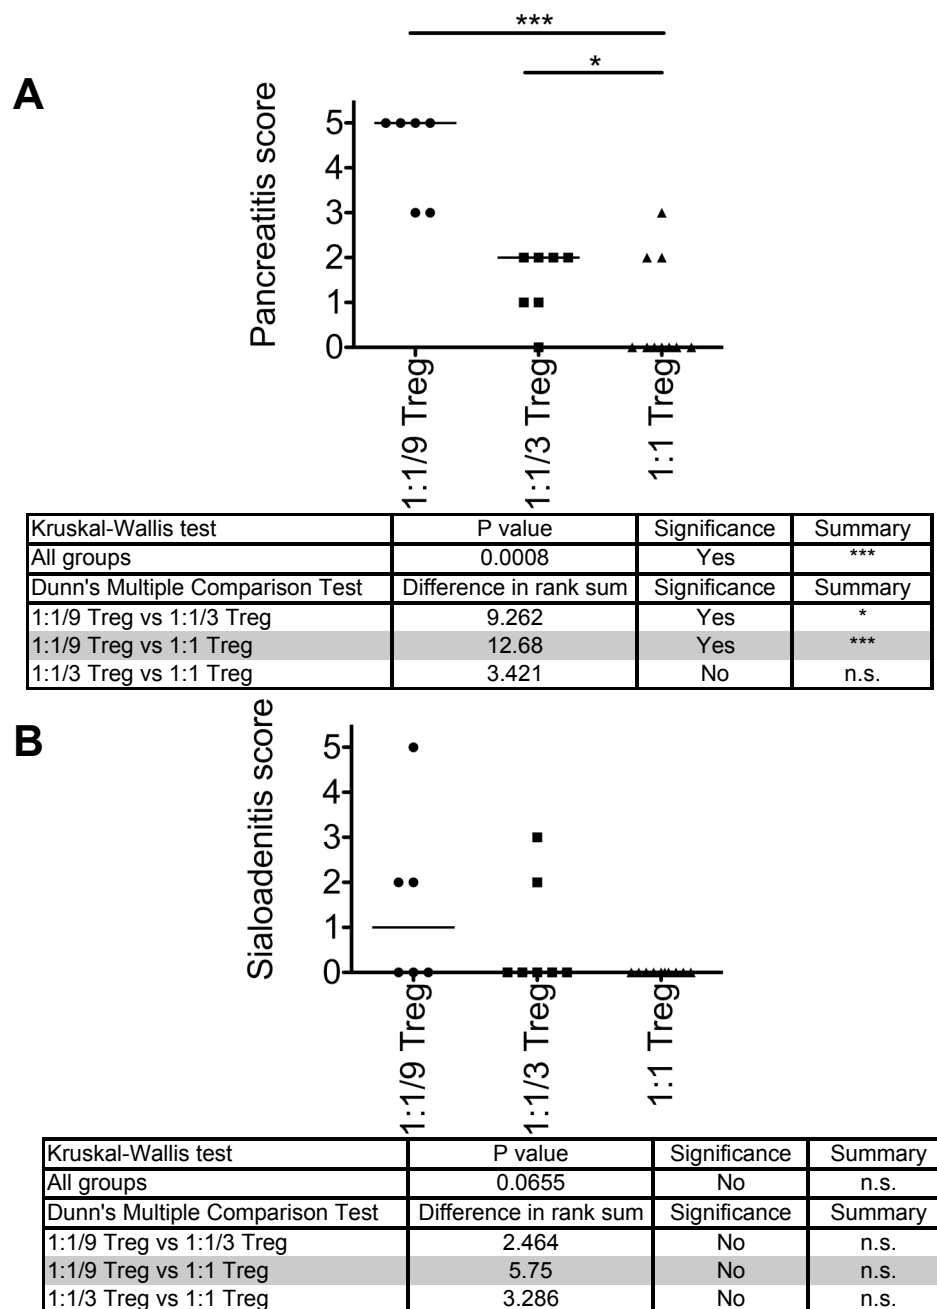 ***
*
A
Pancreatitis score
5
4
3
2
1
0
1:1/9 Treg
1:1/3 Treg
1:1 Treg
Kruskal-Wallis test P value Significance Summary
All groups 0.0008 Yes ***
Dunn's Multiple Comparison Test Difference in rank sum Significance Summary
1:1/9 Treg vs 1:1/3 Treg 9.262 Yes *
1:1/9 Treg vs 1:1 Treg 12.68 Yes ***
1:1/3 Treg vs 1:1 Treg 3.421 No n.s.
B
Sialoadenitis score
5
4
3
2
1
0
1:1/9 Treg
1:1/3 Treg
1:1 Treg
Kruskal-Wallis test P value Significance Summary
All groups 0.0655 No n.s.
Dunn's Multiple Comparison Test Difference in rank sum Significance Summary
1:1/9 Treg vs 1:1/3 Treg 2.464 No n.s.
1:1/9 Treg vs 1:1 Treg 5.75 No n.s.
1:1/3 Treg vs 1:1 Treg 3.286 No n.s.